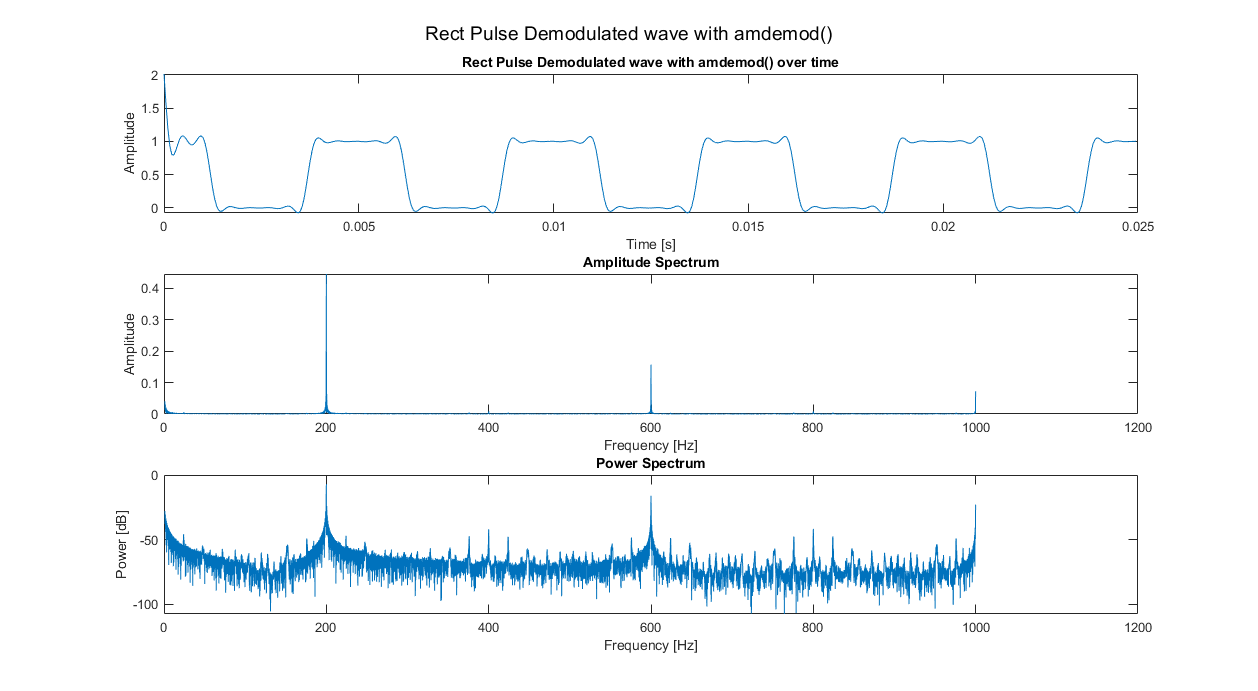 Rect Pulse Demodulated wave with amdemod()
Rect Pulse Demodulated wave with amdemod() over time
2
1.5
1
0.5
0
Amplitude
0 0.005 0.01 0.015 0.02 0.025
Time [s]
Amplitude Spectrum
0.4
0.3
0.2
0.1
0
Amplitude
0 200 400 600 800 1000 1200
Frequency [Hz]
Power Spectrum
0
-50
-100
Power [dB]
0 200 400 600 800 1000 1200
Frequency [Hz]